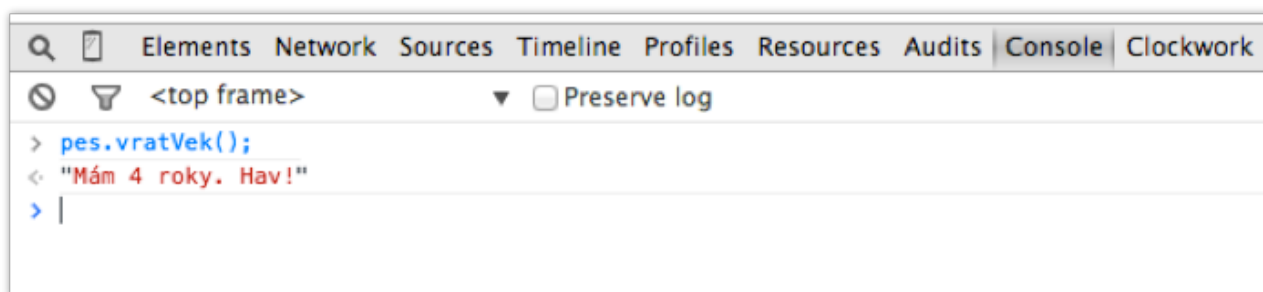 Elements Network Sources Timeline Profiles Resources Audits Console Clockwork
<top frame> ▼ Preserve log
> pes.vratVek();
<· "Mám 4 roky. Hav!"
>